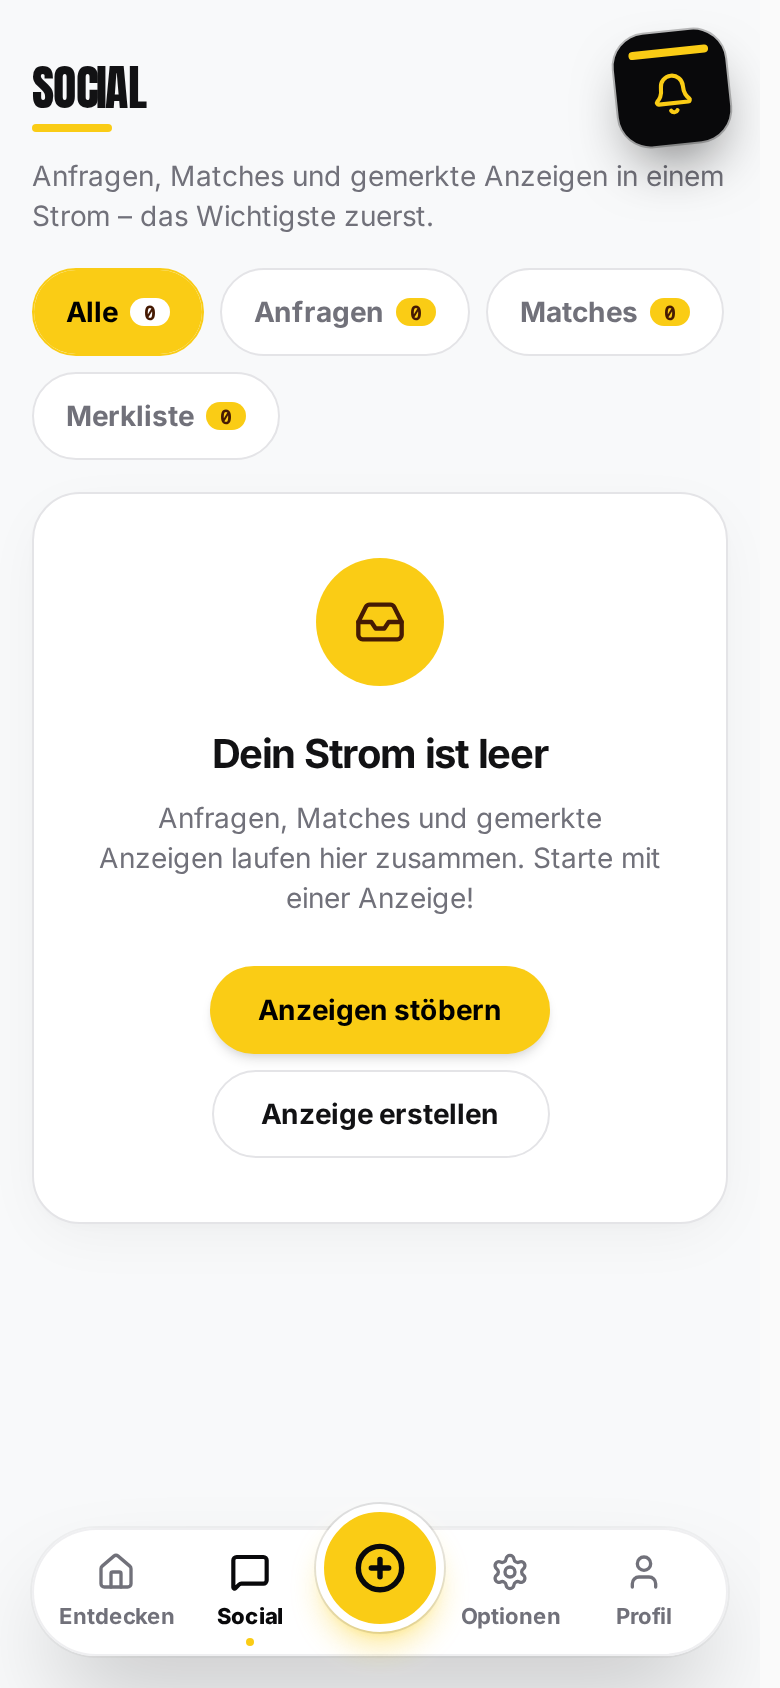 SOCIAL
Anfragen, Matches und gemerkte Anzeigen in einem
Strom – das Wichtigste zuerst.
Alle 0 Anfragen 0 Matches 0
Merkliste 0
Dein Strom ist leer
Anfragen, Matches und gemerkte
Anzeigen laufen hier zusammen. Starte mit
einer Anzeige!
Anzeigen stöbern
Anzeige erstellen
Entdecken Social Optionen Profil